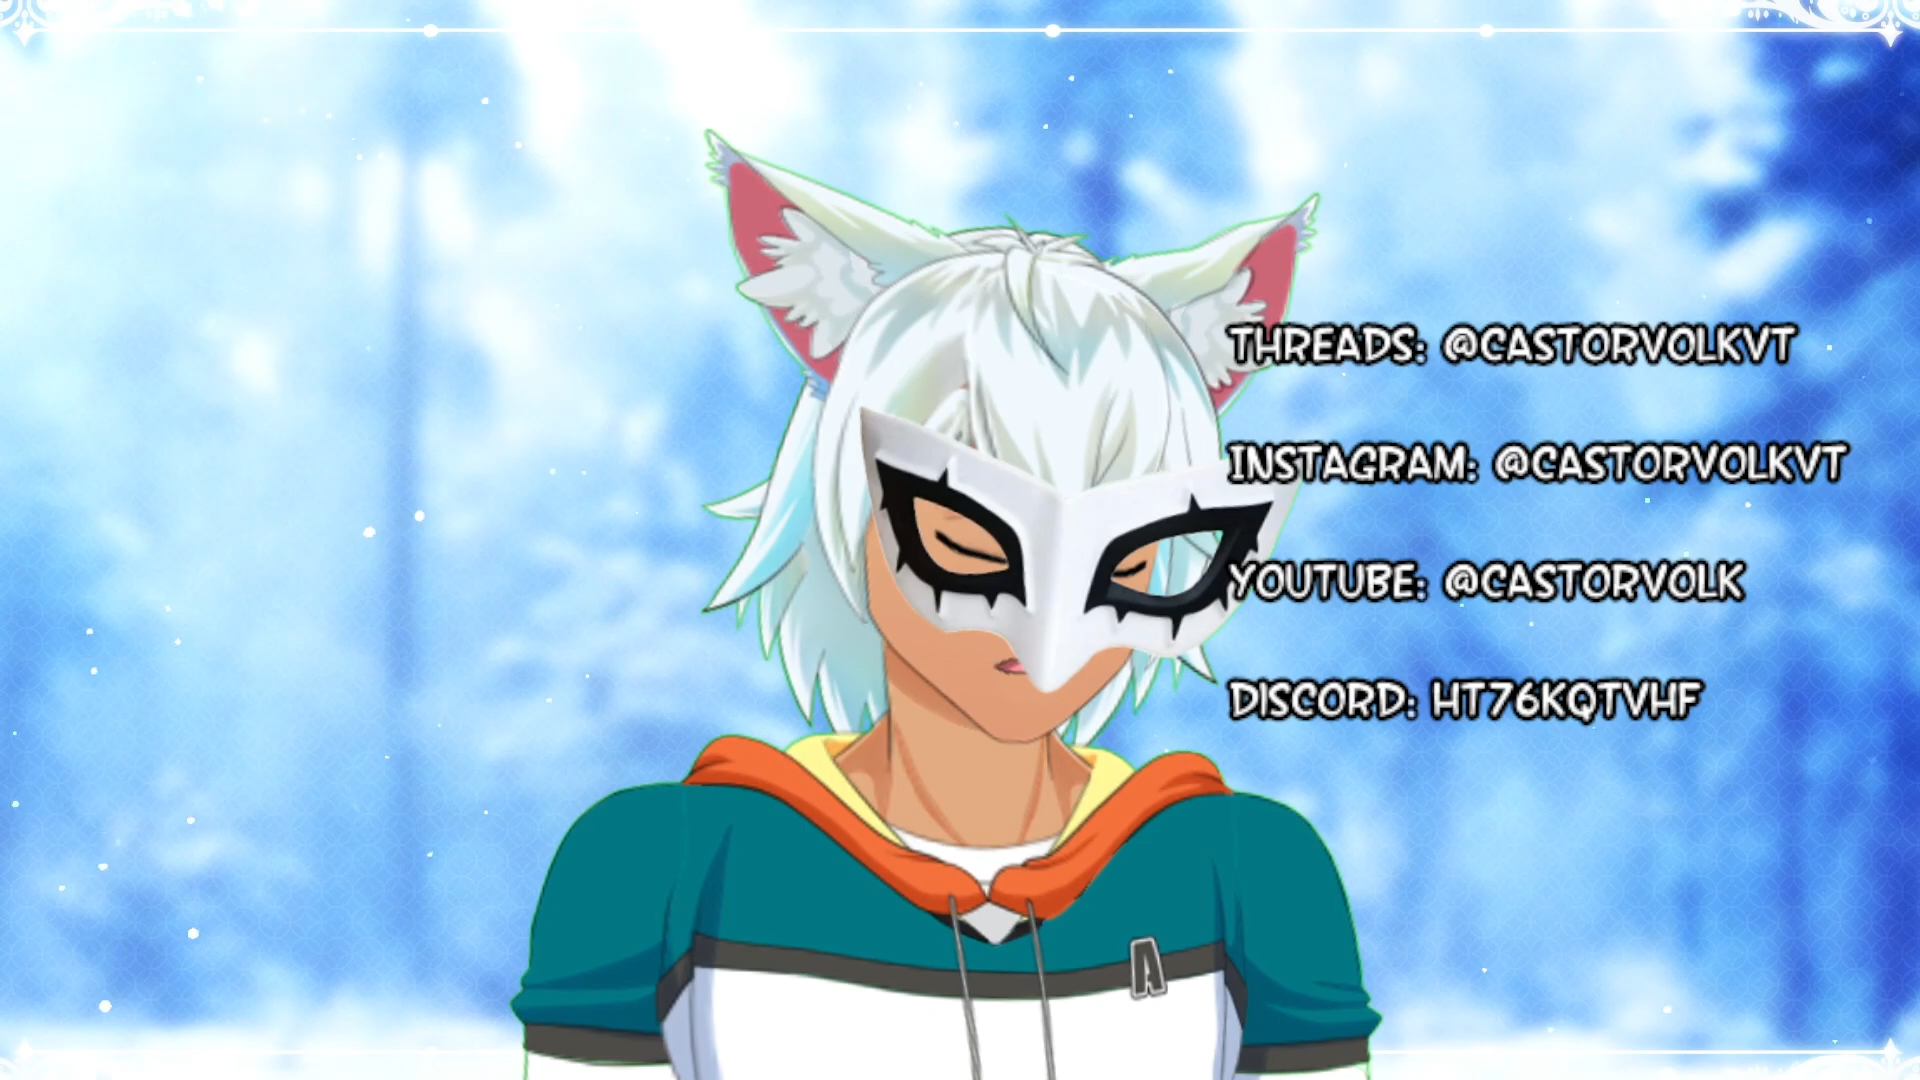 THREADS: @CASTORVOLKVT
INSTAGRAM: @CASTORVOLKVT
YOUTUBE: @CASTORVOLK
DISCORD: HT76KQTVHF
A